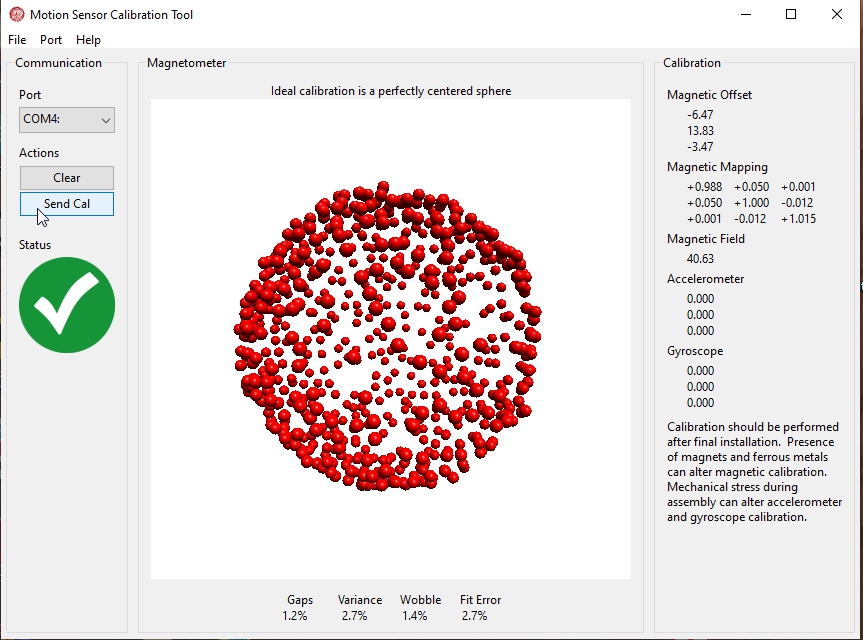 Motion Sensor Calibration Tool
File Port Help
Communication
Port
COM4:
Actions
Clear
Send Cal
Status
Magnetometer
Ideal calibration is a perfectly centered sphere
Gaps Variance Wobble Fit Error
1.2% 2.7% 1.4% 2.7%
Calibration
Magnetic Offset
-6.47
13.83
-3.47
Magnetic Mapping
+0.988 +0.050 +0.001
+0.050 +1.000 -0.012
+0.001 -0.012 +1.015
Magnetic Field
40.63
Accelerometer
0.000
0.000
0.000
Gyroscope
0.000
0.000
0.000
Calibration should be performed
after final installation. Presence
of magnets and ferrous metals
can alter magnetic calibration.
Mechanical stress during
assembly can alter accelerometer
and gyroscope calibration.